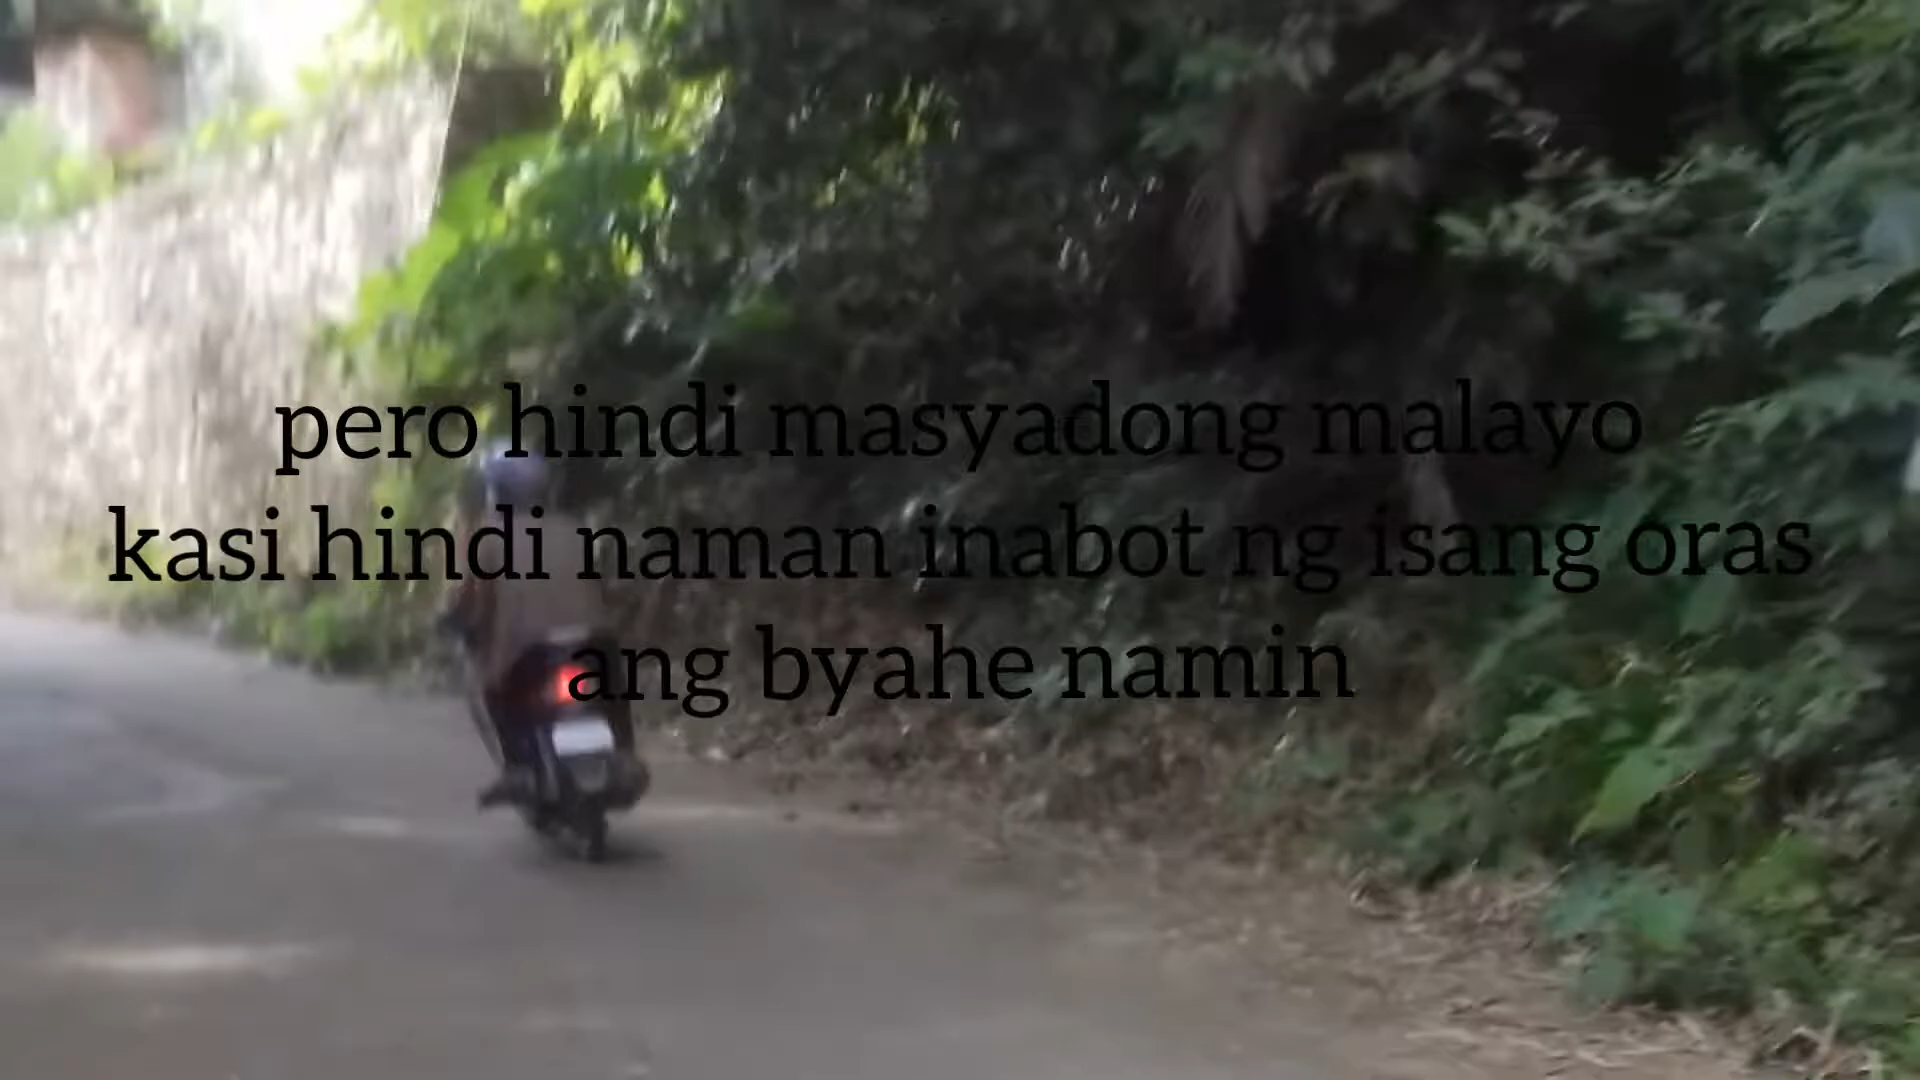 pero hindi masyadong malayo
kasi hindi naman inabot ng isang oras
ang byahe namin